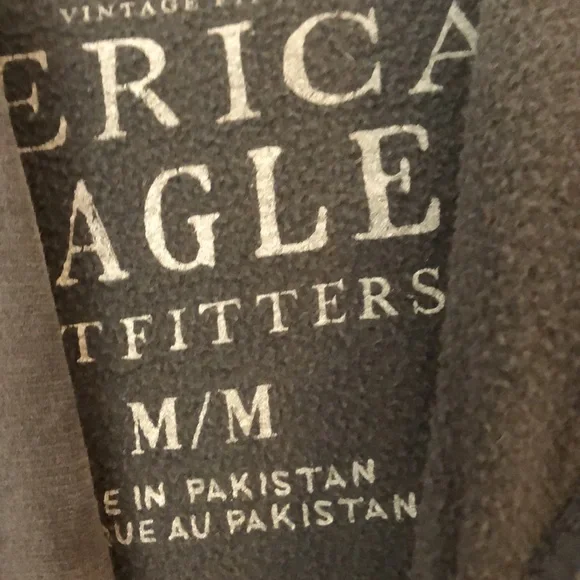 VINTAGE
ERICA
AGLE
TFITTERS
M/M
E IN PAKISTAN
UE AU PAKISTAN